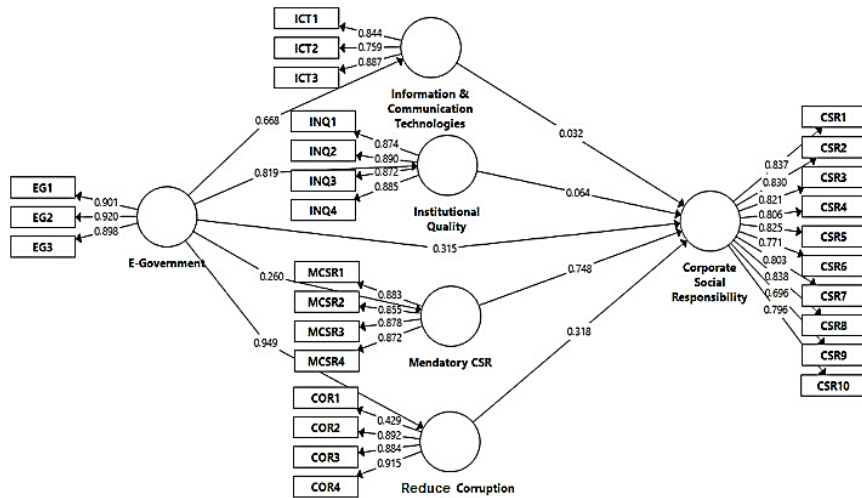 ICT1
0.844
ICT2
0.759
ICT3
0.887
Information &
Communication
Technologies
0.668
0.032
INQ1
0.874
INQ2
0.890
INQ3
0.872
INQ4
0.885
Institutional
Quality
0.819
0.064
EG1
0.901
EG2
0.920
EG3
0.898
E-Government
0.315
MCSR1
0.883
MCSR2
0.855
MCSR3
0.878
MCSR4
0.872
Mendatory CSR
0.260
0.748
COR1
0.429
COR2
0.892
COR3
0.884
COR4
0.915
Reduce Corruption
0.949
0.318
Corporate
Social
Responsibility
CSR1
0.837
CSR2
0.830
CSR3
0.821
CSR4
0.806
CSR5
0.825
CSR6
0.771
CSR7
0.803
CSR8
0.838
CSR9
0.696
CSR10
0.796